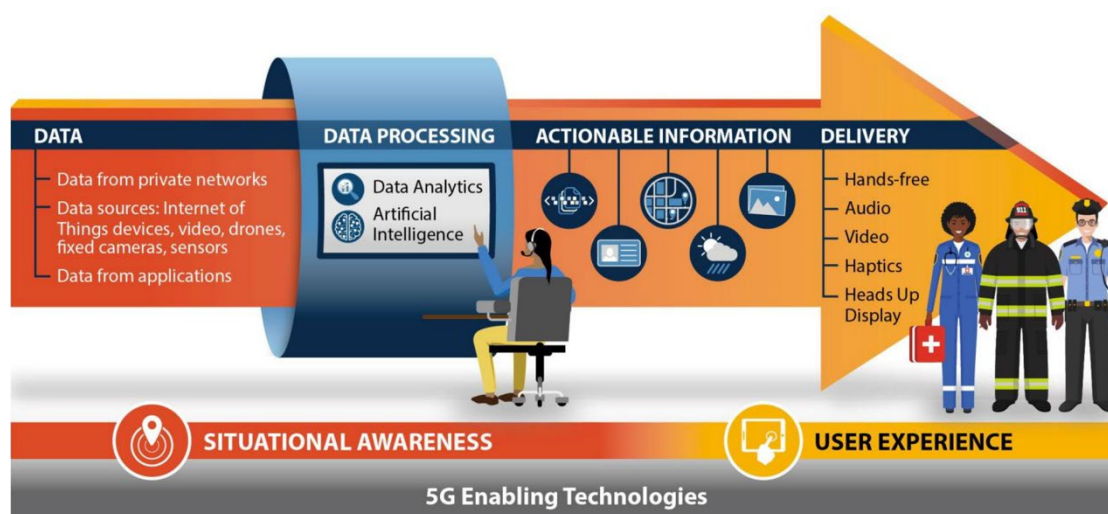 DATA
Data from private networks
Data sources: Internet of
Things devices, video, drones,
fixed cameras, sensors
Data from applications
DATA PROCESSING
Data Analytics
Artificial
Intelligence
ACTIONABLE INFORMATION
DELIVERY
Hands-free
Audio
Video
Haptics
Heads Up
Display
911
SITUATIONAL AWARENESS
USER EXPERIENCE
5G Enabling Technologies